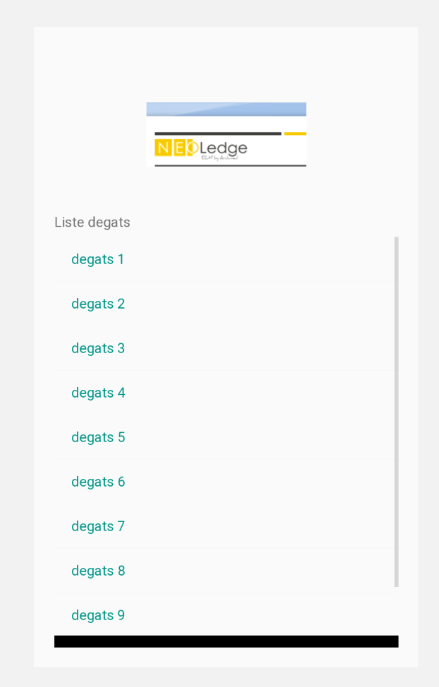 NEOLedge
Liste degats
degats 1
degats 2
degats 3
degats 4
degats 5
degats 6
degats 7
degats 8
degats 9